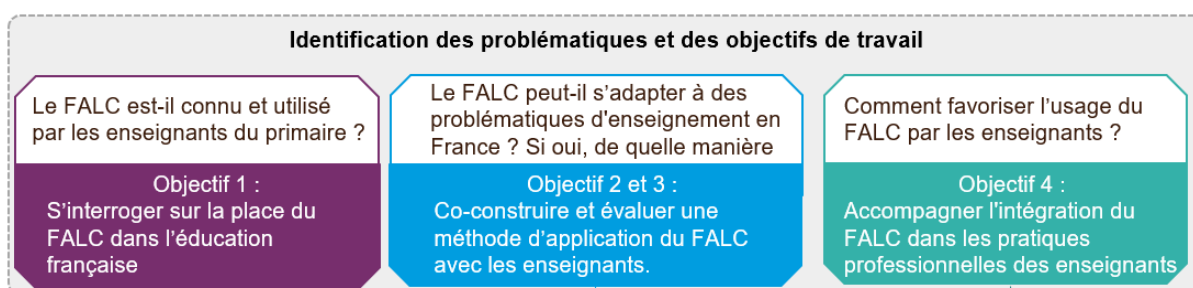 Identification des problématiques et des objectifs de travail
Le FALC est-il connu et utilisé
par les enseignants du primaire ?
Objectif 1 :
S'interroger sur la place du
FALC dans l'éducation
française
Le FALC peut-il s'adapter à des
problématiques d'enseignement en
France ? Si oui, de quelle manière
Objectif 2 et 3 :
Co-construire et évaluer une
méthode d'application du FALC
avec les enseignants.
Comment favoriser l'usage du
FALC par les enseignants ?
Objectif 4 :
Accompagner l'intégration du
FALC dans les pratiques
professionnelles des enseignants